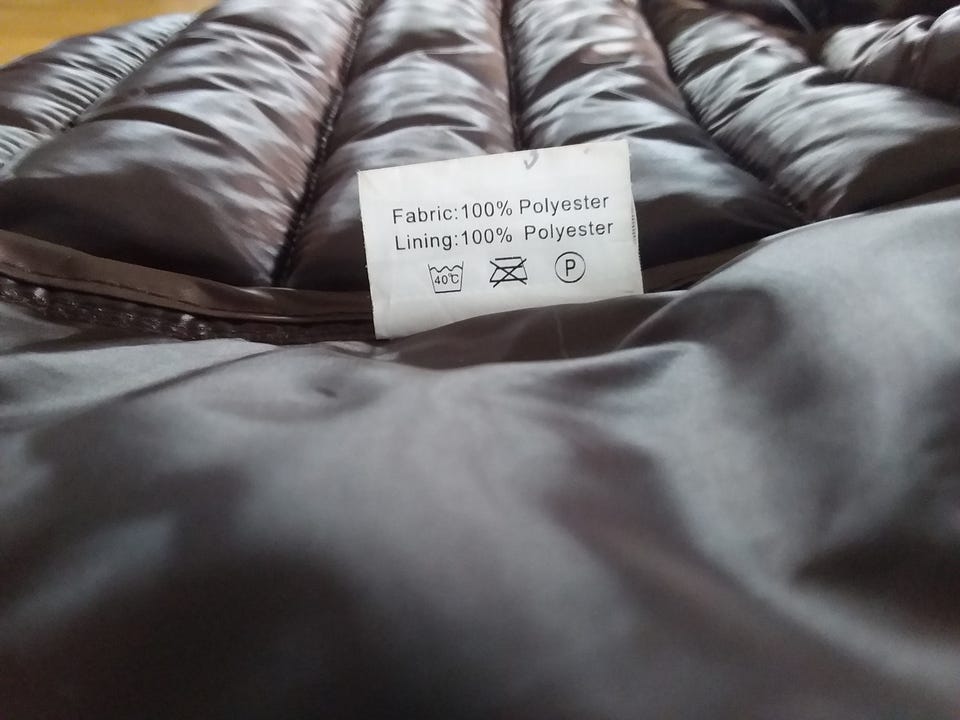 Fabric:100% Polyester
Lining:100% Polyester
40℃ P